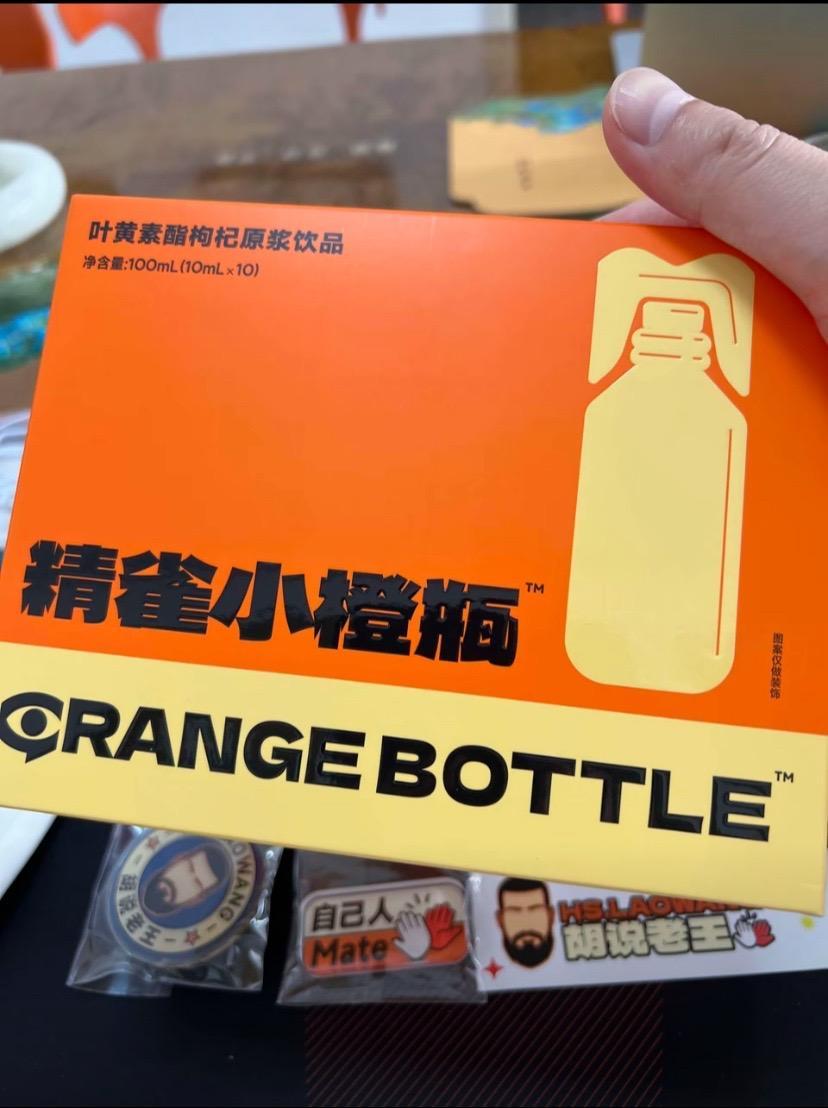 叶黄素酯枸杞原浆饮品
净含量:100mL(10mL×10)
精雀小橙瓶™
图案仅做装饰
ORANGE BOTTLE™
胡说老王
自己人
Mate
HS.LAOWANG
胡说老王